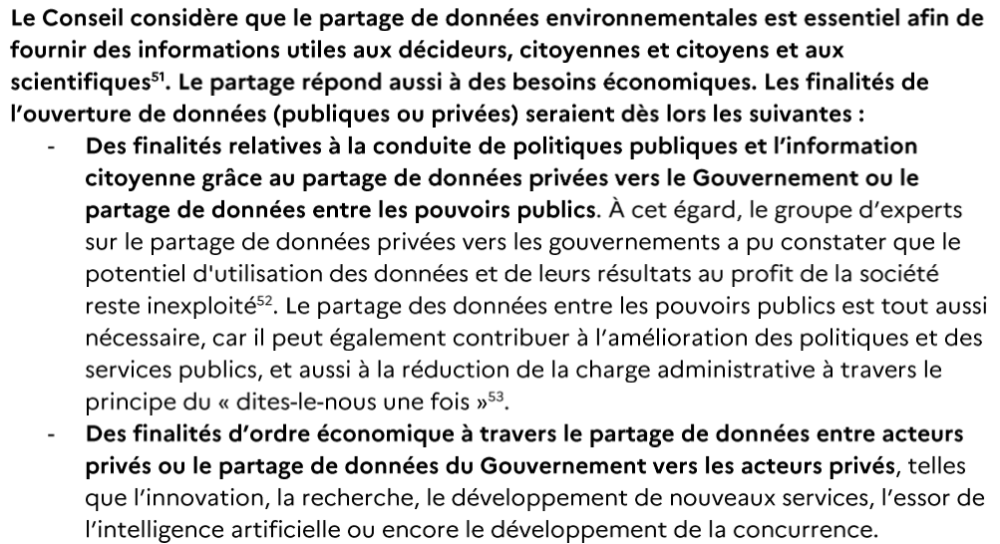 Le Conseil considère que le partage de données environnementales est essentiel afin de
fournir des informations utiles aux décideurs, citoyennes et citoyens et aux
scientifiques⁵¹. Le partage répond aussi à des besoins économiques. Les finalités de
l’ouverture de données (publiques ou privées) seraient dès lors les suivantes :
- Des finalités relatives à la conduite de politiques publiques et l’information
citoyenne grâce au partage de données privées vers le Gouvernement ou le
partage de données entre les pouvoirs publics. À cet égard, le groupe d’experts
sur le partage de données privées vers les gouvernements a pu constater que le
potentiel d'utilisation des données et de leurs résultats au profit de la société
reste inexploité⁵². Le partage des données entre les pouvoirs publics est tout aussi
nécessaire, car il peut également contribuer à l’amélioration des politiques et des
services publics, et aussi à la réduction de la charge administrative à travers le
principe du « dites-le-nous une fois »⁵³.
- Des finalités d’ordre économique à travers le partage de données entre acteurs
privés ou le partage de données du Gouvernement vers les acteurs privés, telles
que l’innovation, la recherche, le développement de nouveaux services, l’essor de
l’intelligence artificielle ou encore le développement de la concurrence.